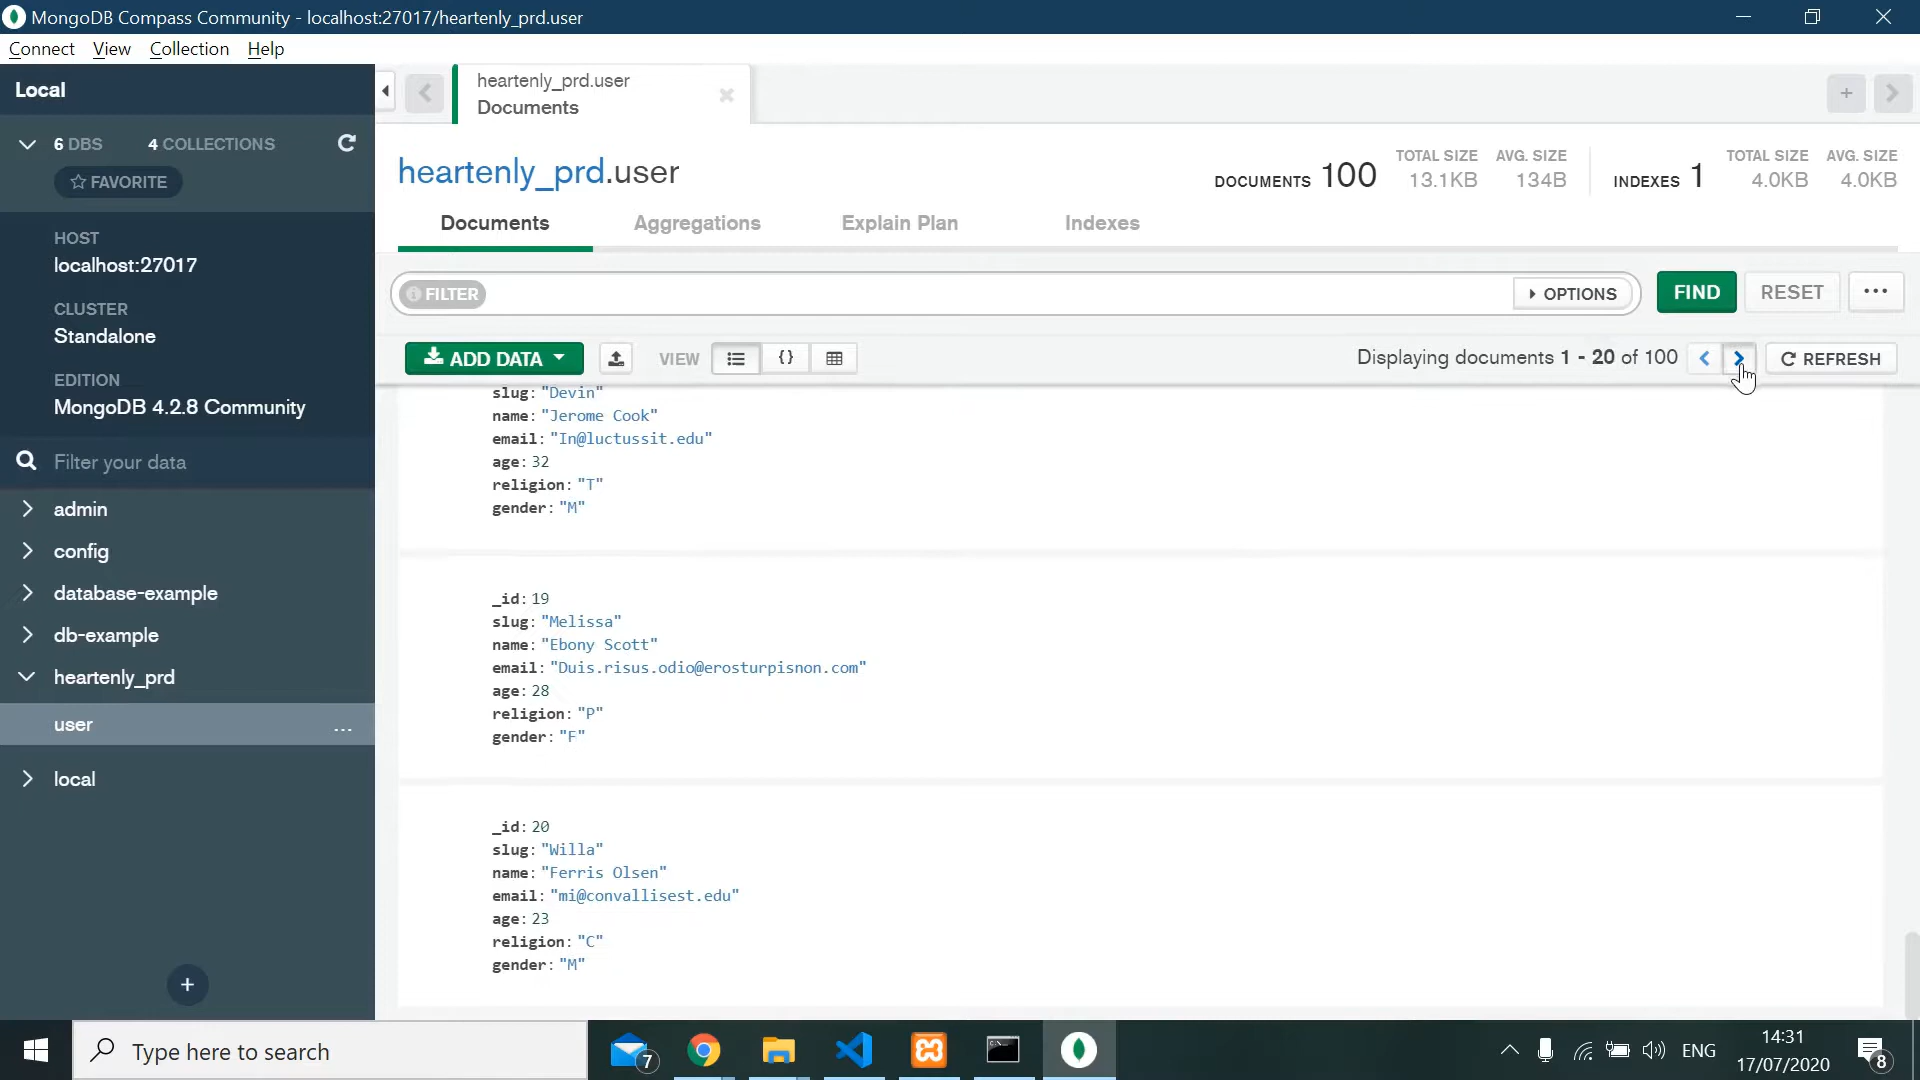 MongoDB Compass Community - localhost:27017/heartenly_prd.user
Connect View Collection Help
Local
6 DBS 4 COLLECTIONS
FAVORITE
HOST
localhost:27017
CLUSTER
Standalone
EDITION
MongoDB 4.2.8 Community
Filter your data
admin
config
database-example
db-example
heartenly_prd
user ...
local
+
heartenly_prd.user
Documents
heartenly_prd.user
DOCUMENTS 100
TOTAL SIZE 13.1KB
AVG. SIZE 134B
INDEXES 1
TOTAL SIZE 4.0KB
AVG. SIZE 4.0KB
Documents Aggregations Explain Plan Indexes
FILTER
OPTIONS
FIND
RESET
...
ADD DATA
VIEW
{}
Displaying documents 1 - 20 of 100
REFRESH
slug: "Devin"
name: "Jerome Cook"
email: "In@luctussit.edu"
age: 32
religion: "T"
gender: "M"
_id: 19
slug: "Melissa"
name: "Ebony Scott"
email: "Duis.risus.odio@erosturpisnon.com"
age: 28
religion: "P"
gender: "F"
_id: 20
slug: "Willa"
name: "Ferris Olsen"
email: "mi@convallisest.edu"
age: 23
religion: "C"
gender: "M"
Type here to search
7
ENG
14:31
17/07/2020
8